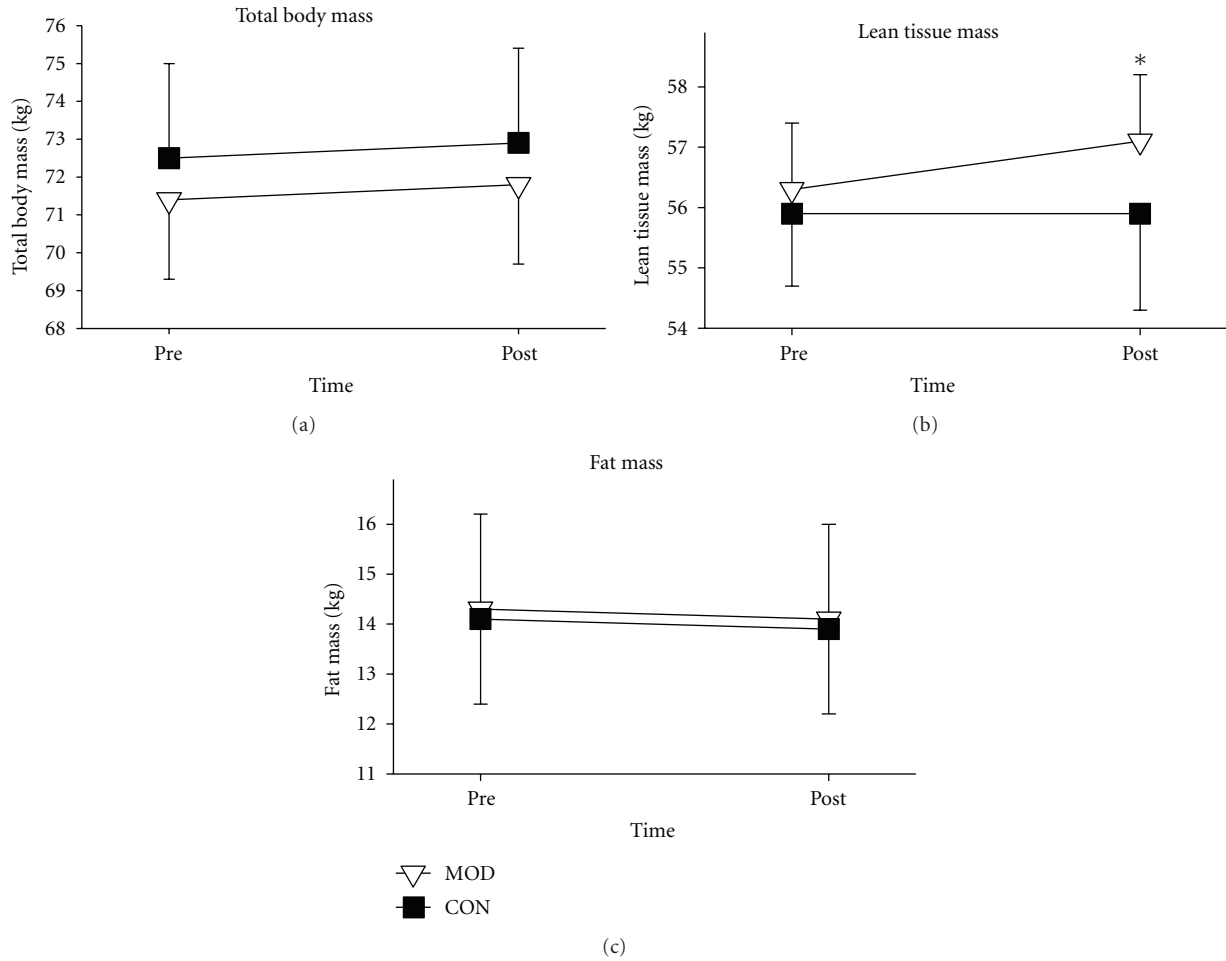 Total body mass
76
75
74
73
72
71
70
69
68
Total body mass (kg)
Pre
Post
Time
(a)
Lean tissue mass
*
58
57
56
55
54
Lean tissue mass (kg)
Pre
Post
Time
(b)
Fat mass
16
15
14
13
12
11
Fat mass (kg)
Pre
Post
Time
MOD
CON
(c)